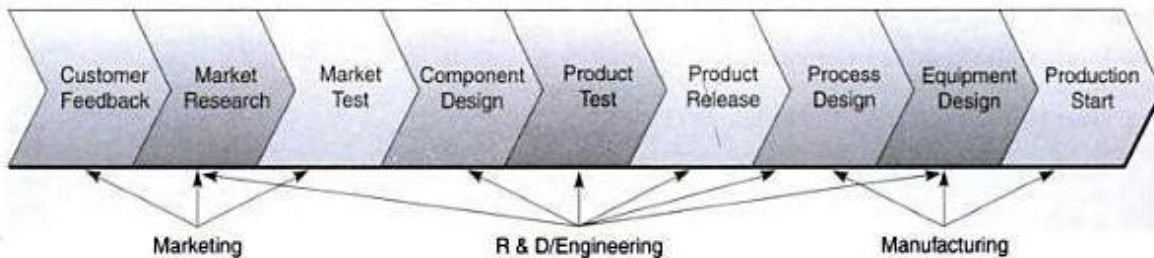 Customer
Feedback
Market
Research
Market
Test
Component
Design
Product
Test
Product
Release
Process
Design
Equipment
Design
Production
Start
Marketing
R & D/Engineering
Manufacturing